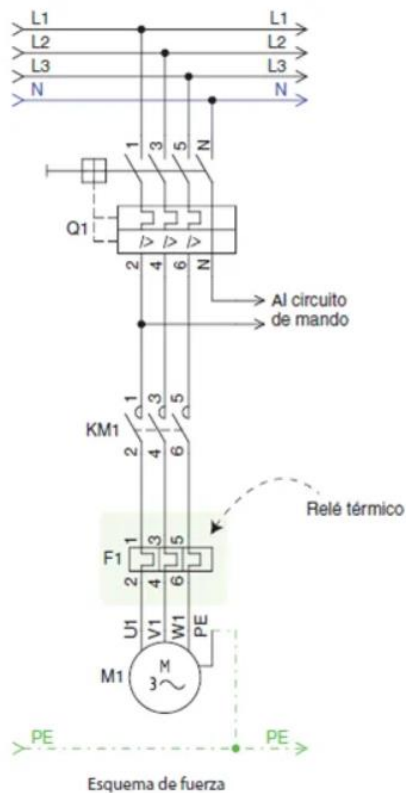 L1 L1
L2 L2
L3 L3
N N
1 3 5 N
Q1
2 4 6 N
Al circuito
de mando
1 3 5
KM1
2 4 6
Relé térmico
1 3 5
F1
2 4 6
U1 V1 W1 PE
M1
M
3
PE PE
Esquema de fuerza